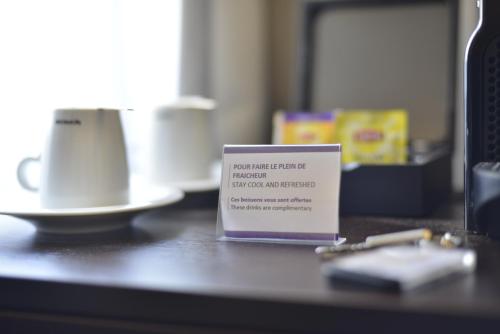 POUR FAIRE LE PLEIN DE
FRAICHEUR
STAY COOL AND REFRESHED
Ces boissons vous sont offertes
These drinks are complimentary